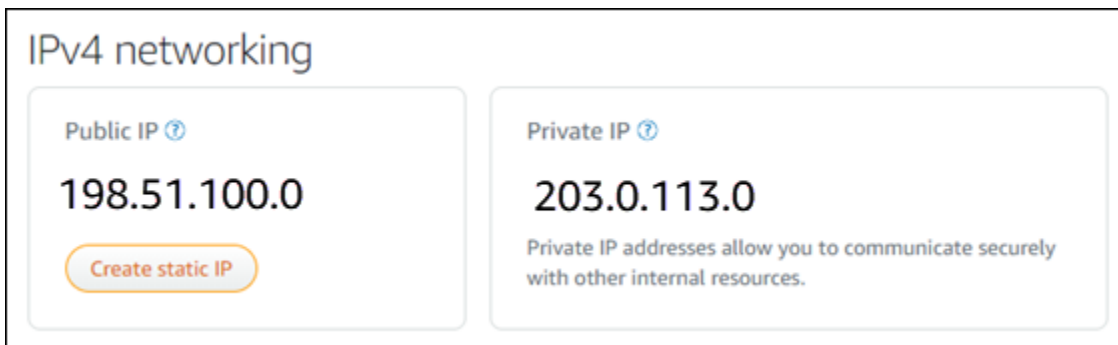 IPv4 networking
Public IP ?
198.51.100.0
Create static IP
Private IP ?
203.0.113.0
Private IP addresses allow you to communicate securely
with other internal resources.